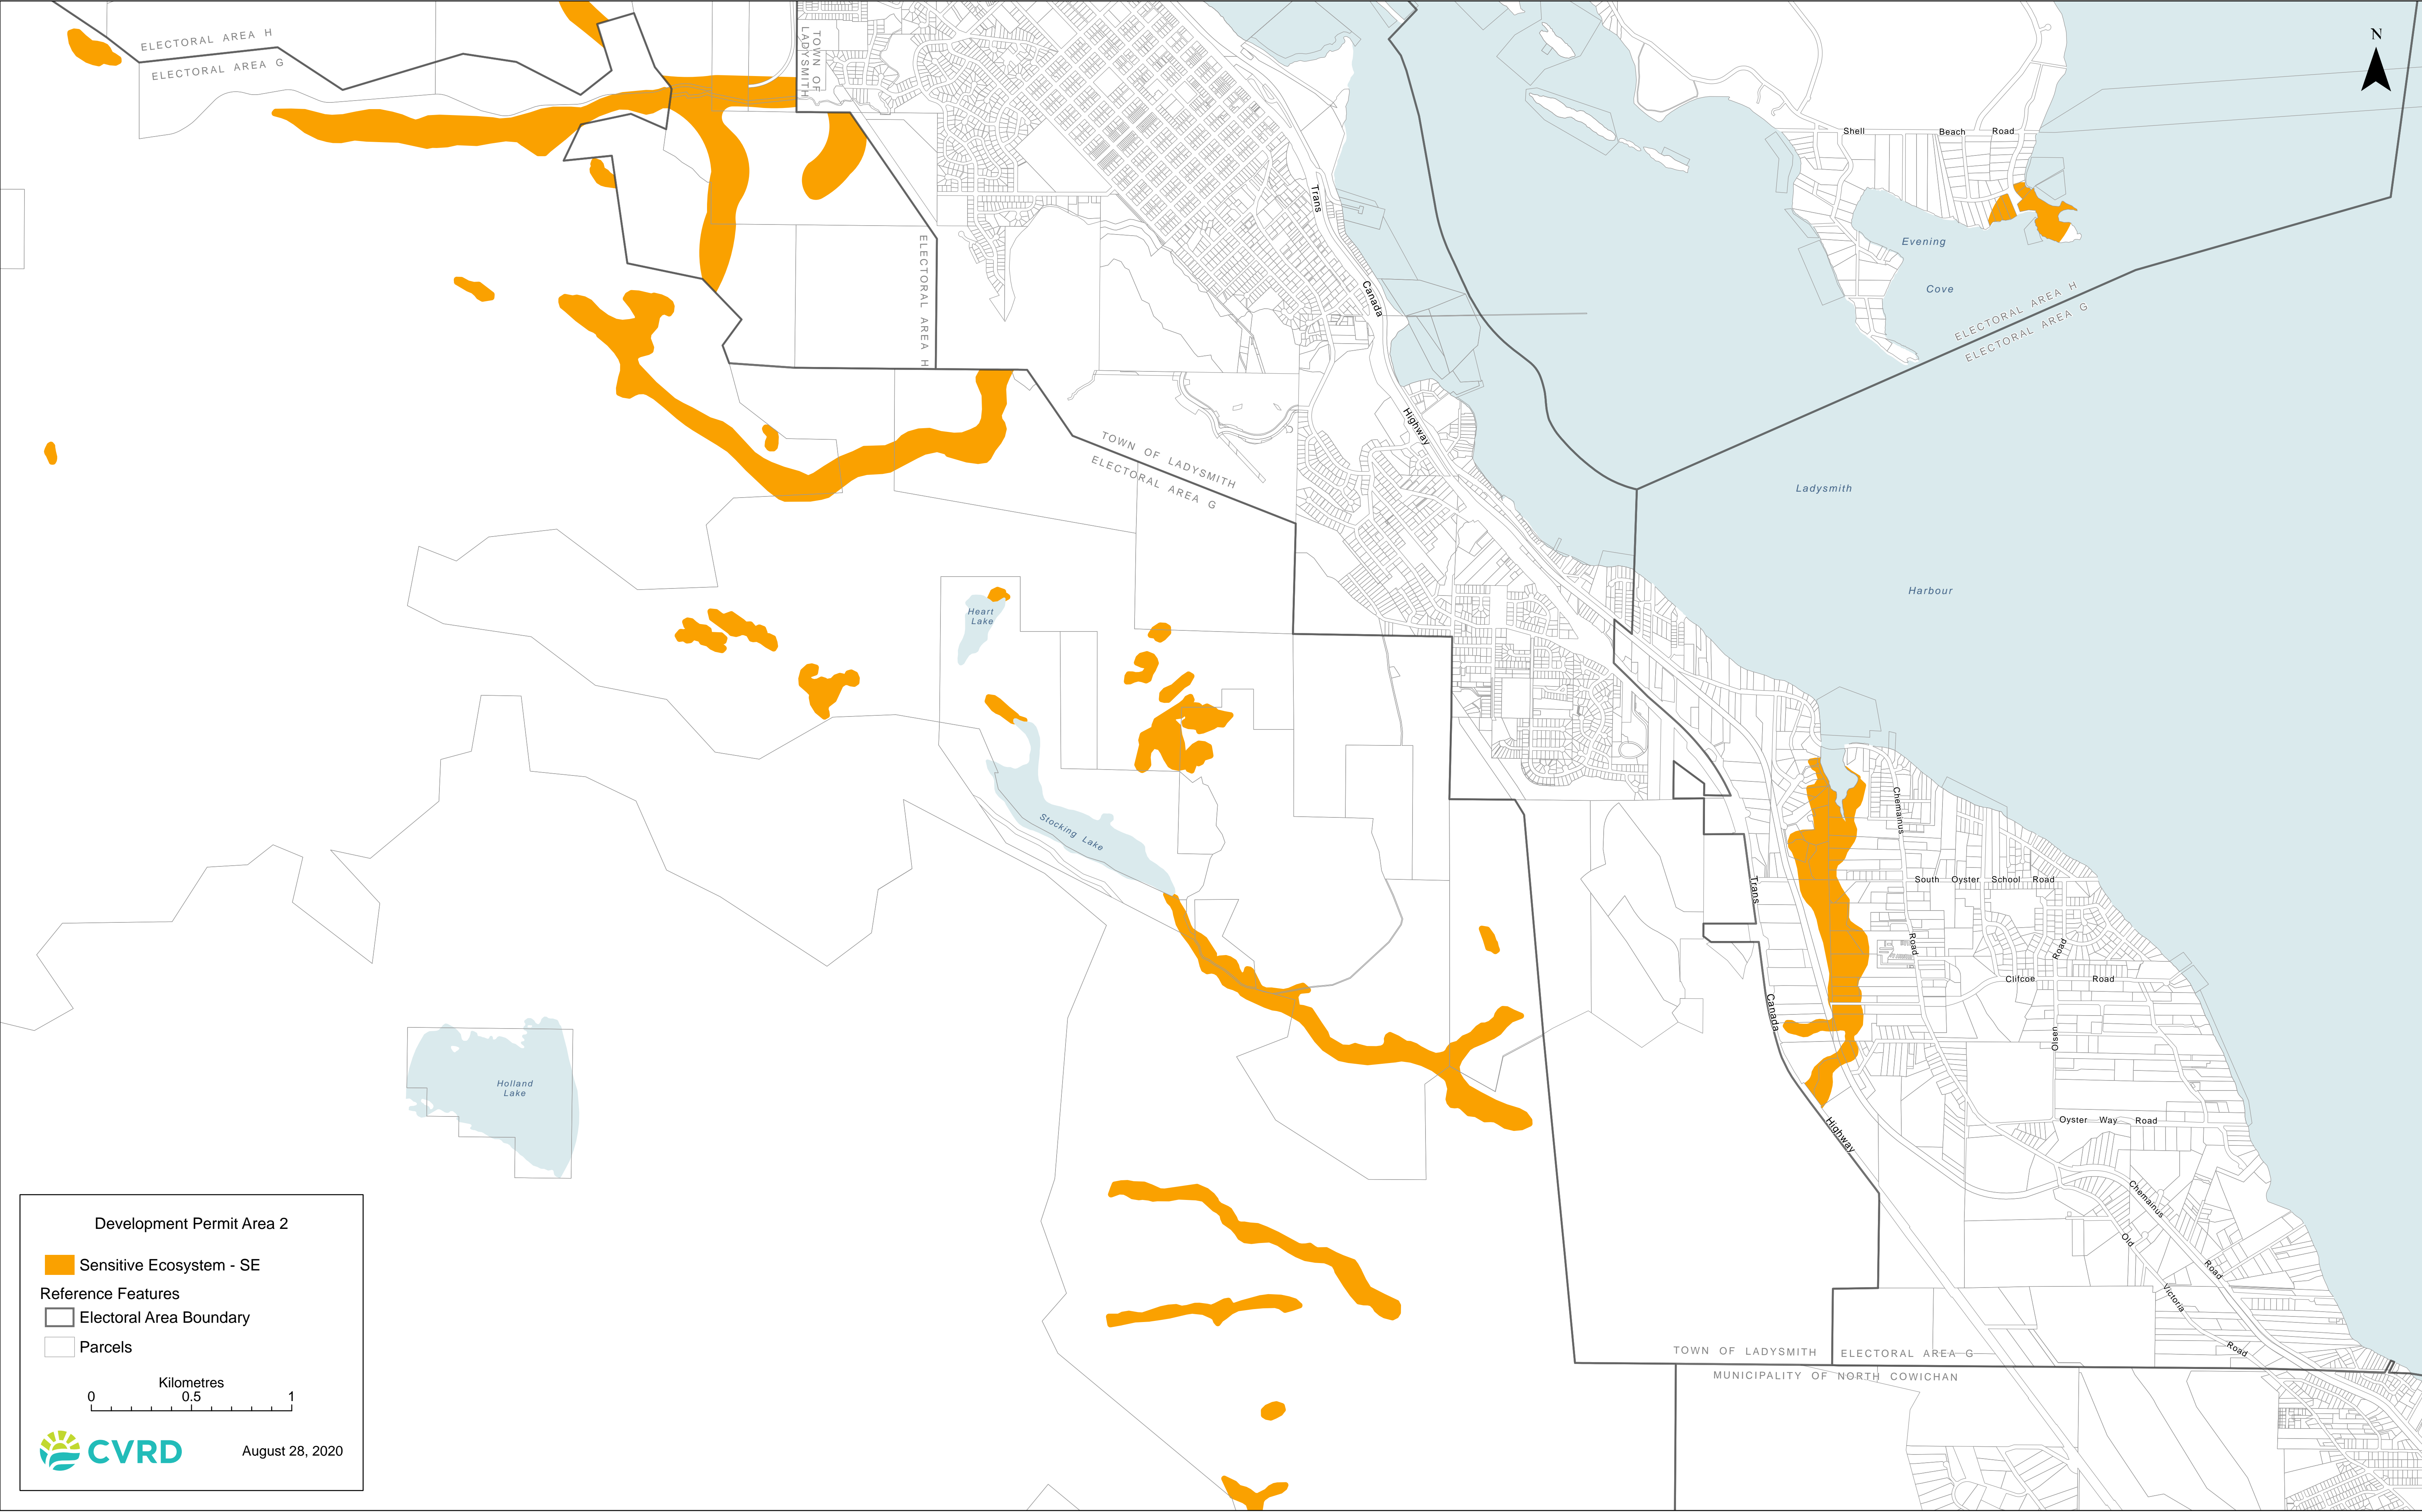 ELECTORAL AREA H
ELECTORAL AREA G
TOWN OF
LADYSMITH
N
Shell Beach Road
Trans
Canada
Highway
ELECTORAL AREA H
Evening
Cove
ELECTORAL AREA H
ELECTORAL AREA G
TOWN OF LADYSMITH
ELECTORAL AREA G
Ladysmith
Harbour
Heart
Lake
Stocking Lake
Chemainus
Road
South Oyster School Road
Trans
Canada
Highway
Clifcoe Road
Olsen
Road
Holland
Lake
Oyster Way Road
Chemainus
Road
Old
Victoria
Road
TOWN OF LADYSMITH
ELECTORAL AREA G
MUNICIPALITY OF NORTH COWICHAN
Development Permit Area 2
Sensitive Ecosystem - SE
Reference Features
Electoral Area Boundary
Parcels
Kilometres
0 0.5 1
CVRD
August 28, 2020